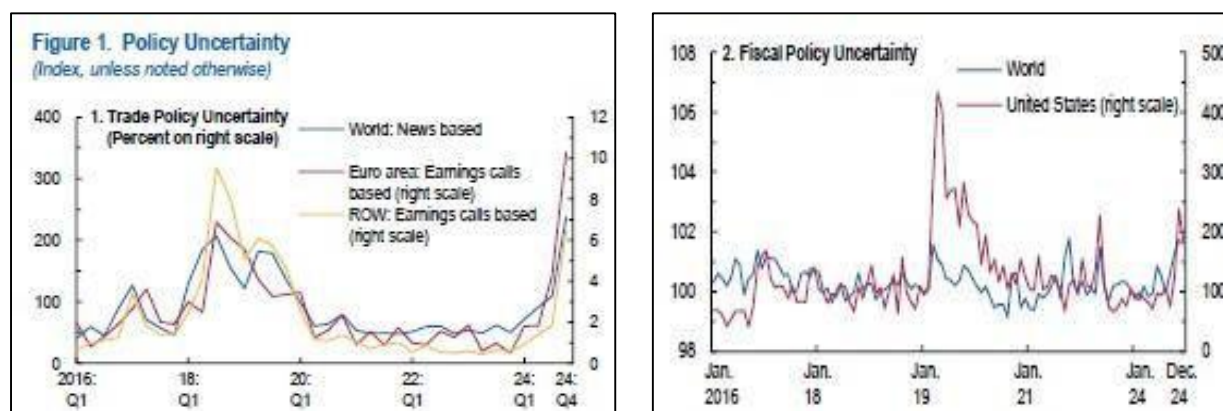 Figure 1. Policy Uncertainty
(Index, unless noted otherwise)
1. Trade Policy Uncertainty
(Percent on right scale)
World: News based
Euro area: Earnings calls
based (right scale)
ROW: Earnings calls based
(right scale)
400
300
200
100
0
12
10
8
6
4
2
0
2016: 18: 20: 22: 24: 24:
Q1 Q1 Q1 Q1 Q1 Q4
2. Fiscal Policy Uncertainty
World
United States (right scale)
108
106
104
102
100
98
500
400
300
200
100
0
Jan. Jan. Jan. Jan. Jan. Dec.
2016 18 19 21 24 24